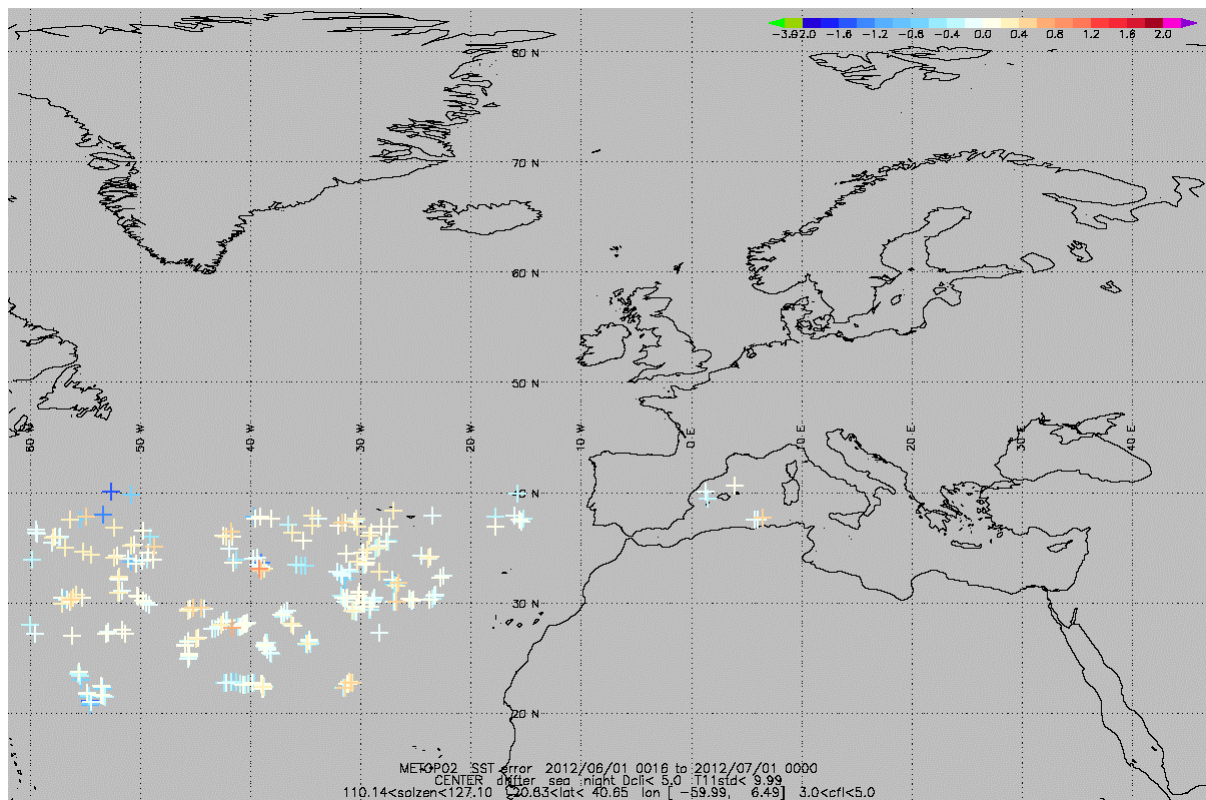 -3.0 -2.0 -1.6 -1.2 -0.8 -0.4 0.0 0.4 0.8 1.2 1.6 2.0
80 N
70 N
60 N
50 N
60 W 50 W 40 W 30 W 20 W 10 W 0 E 10 E 20 E 30 E 40 E
40 N
30 N
20 N
METOP02 SST error 2012/06/01 0016 to 2012/07/01 0000
CENTER drifter sea night Dcli< 5.0 T11std< 9.99
110.14<solzen<127.10 20.83<lat< 40.65 lon [ -59.99, 6.49] 3.0<cfl<5.0